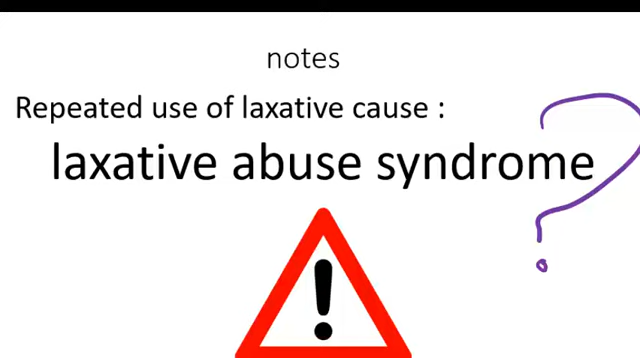 notes
Repeated use of laxative cause :
laxative abuse syndrome
?
!